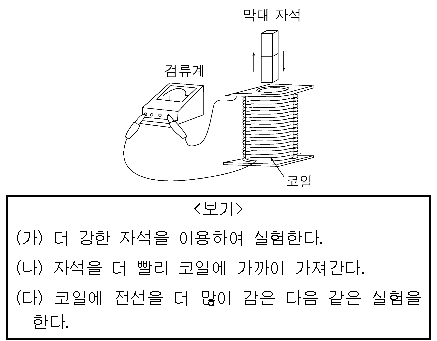 막대 자석
검류계
코일
<보기>
(가) 더 강한 자석을 이용하여 실험한다.
(나) 자석을 더 빨리 코일에 가까이 가져간다.
(다) 코일에 전선을 더 많이 감은 다음 같은 실험을
한다.